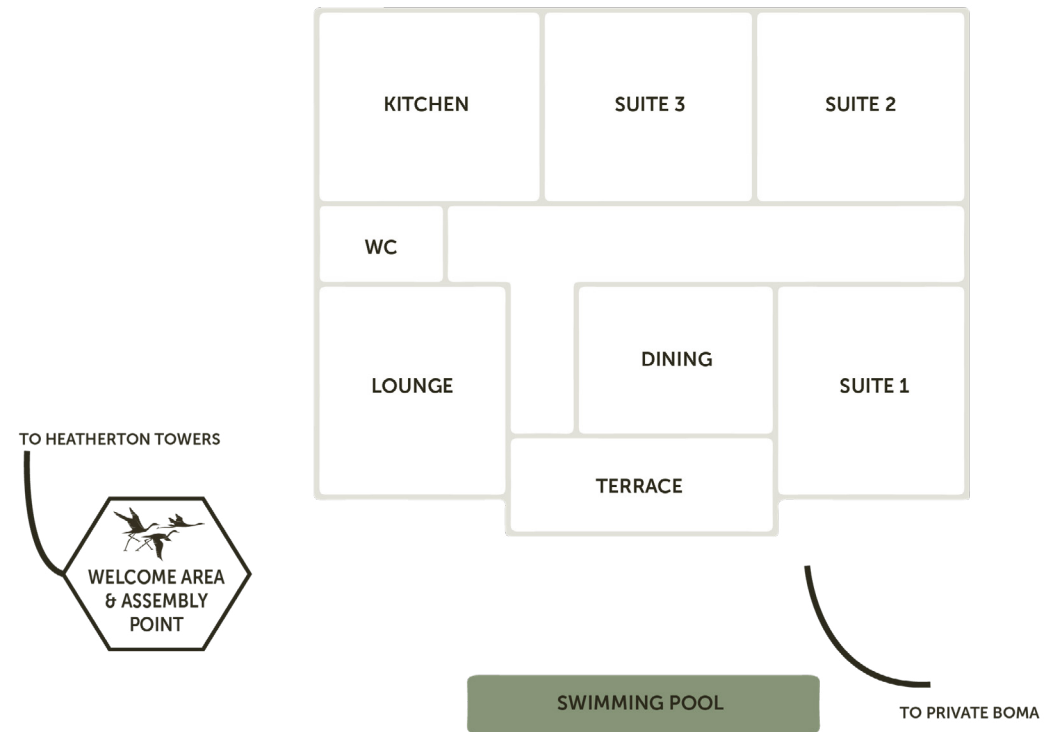 KITCHEN
SUITE 3
SUITE 2
WC
LOUNGE
DINING
SUITE 1
TERRACE
TO HEATHERTON TOWERS
WELCOME AREA
& ASSEMBLY
POINT
SWIMMING POOL
TO PRIVATE BOMA